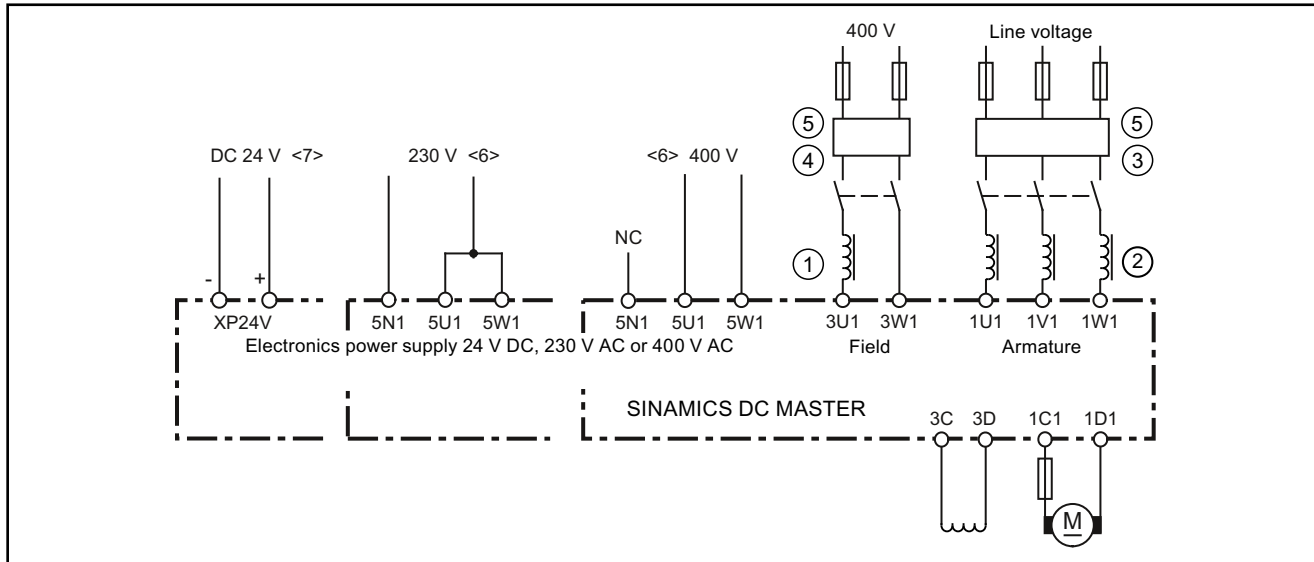 400 V
Line voltage
5
5
DC 24 V <7>
230 V <6>
<6> 400 V
4
3
NC
1
2
-
+
XP24V
5N1
5U1
5W1
5N1
5U1
5W1
3U1
3W1
1U1
1V1
1W1
Electronics power supply 24 V DC, 230 V AC or 400 V AC
Field
Armature
SINAMICS DC MASTER
3C
3D
1C1
1D1
M